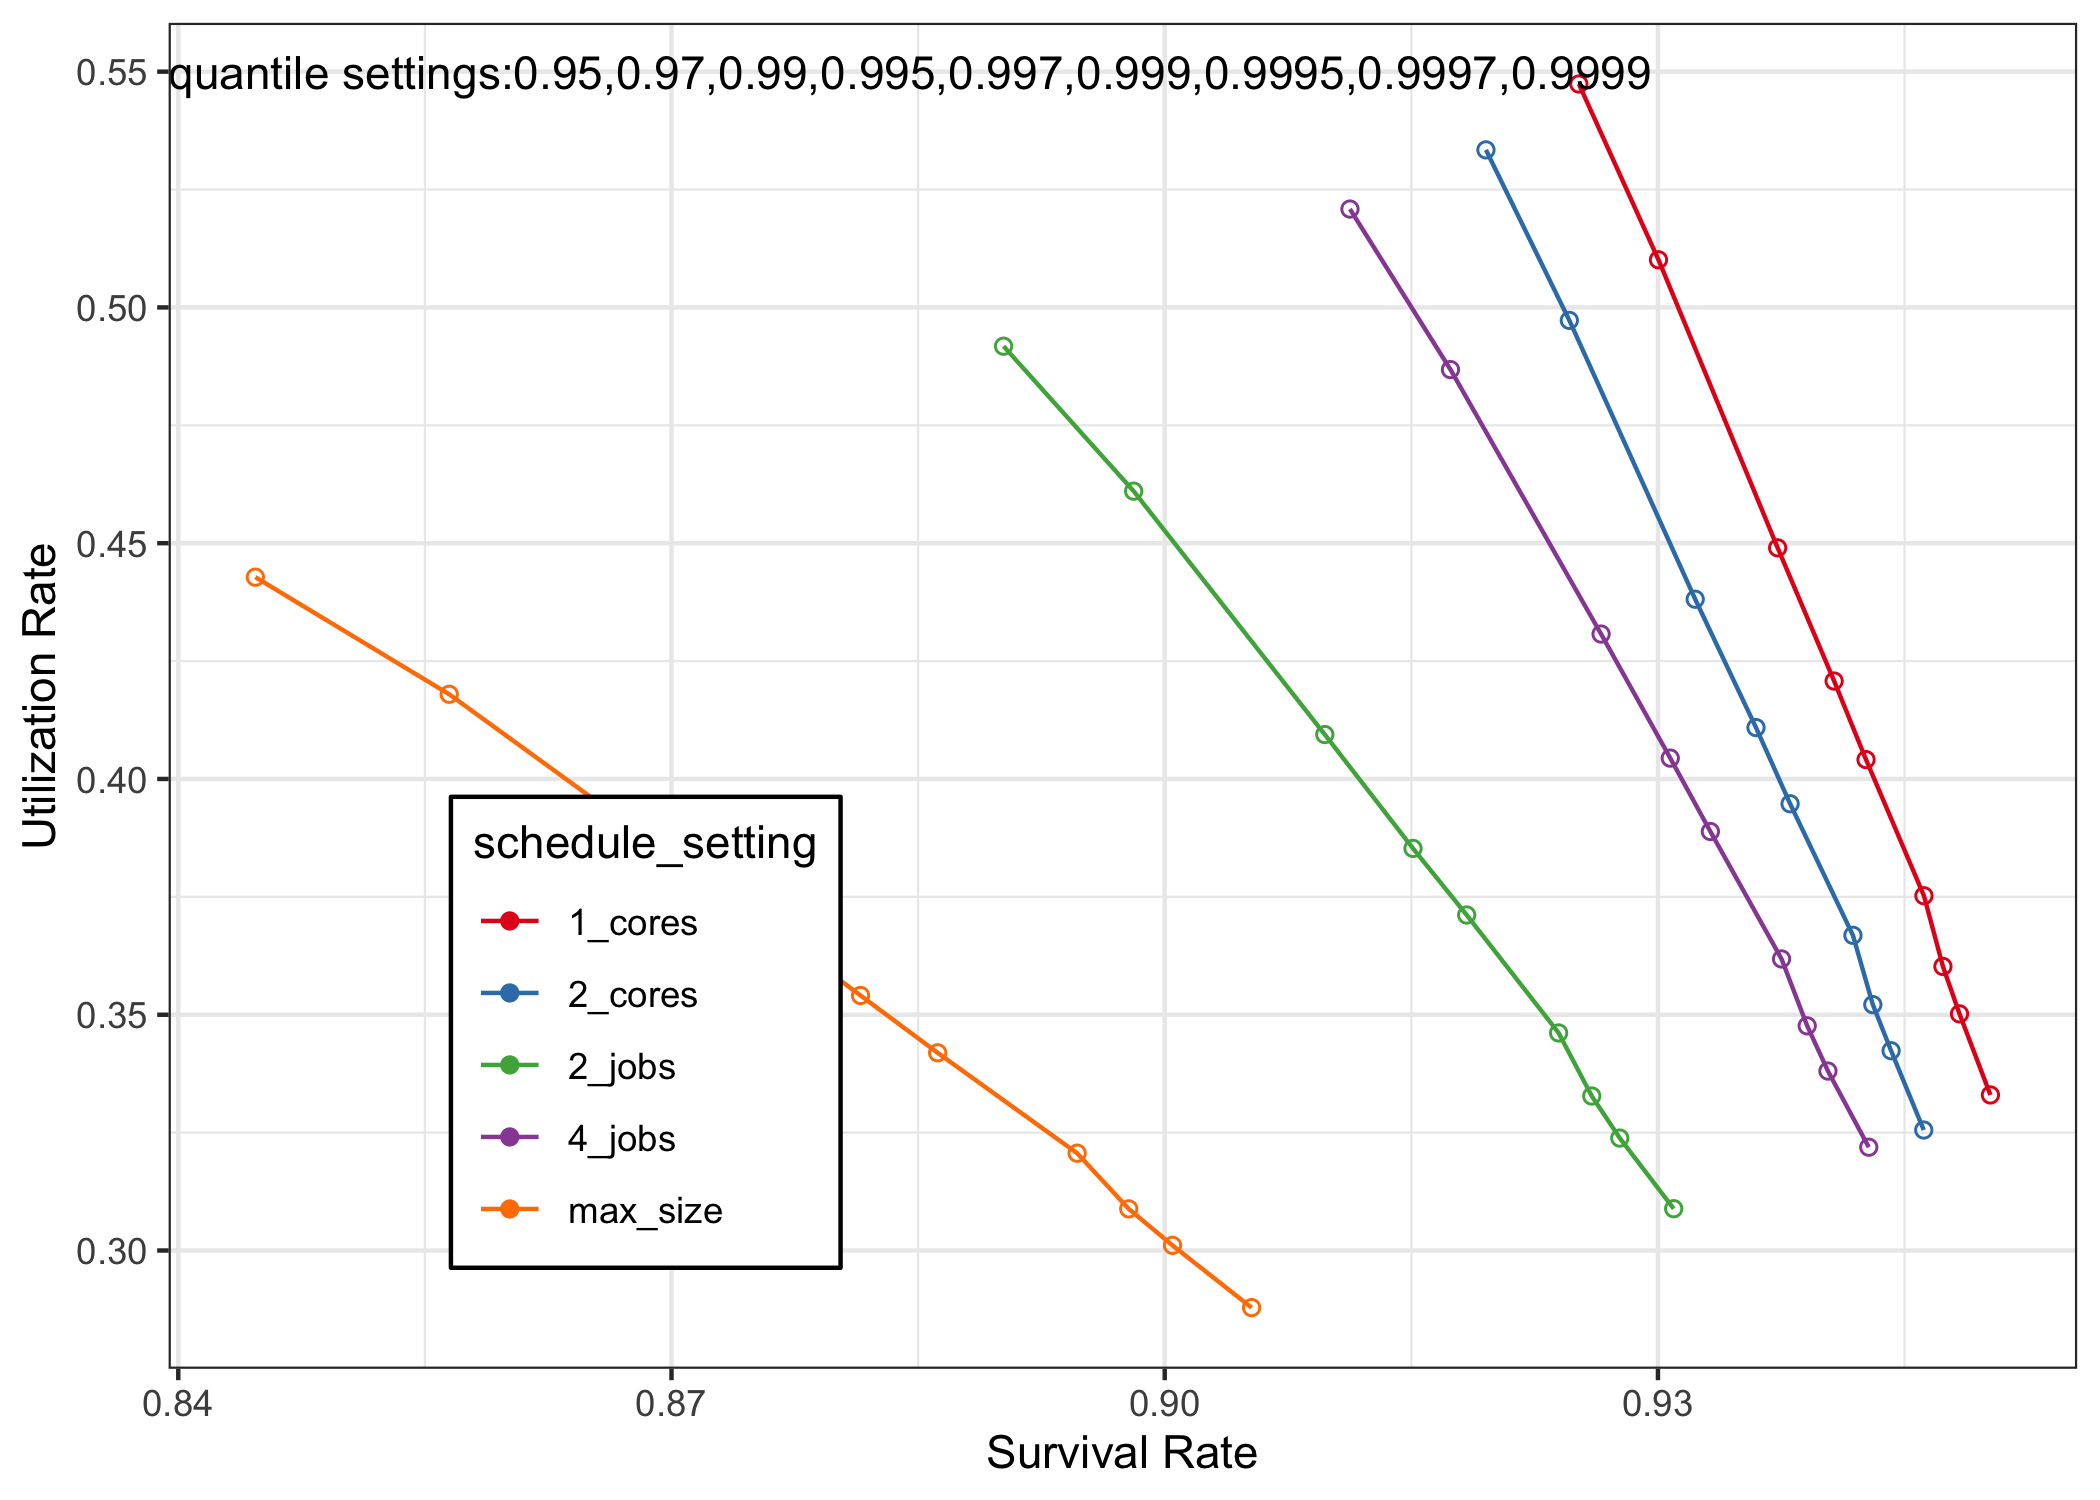 quantile settings:0.95,0.97,0.99,0.995,0.997,0.999,0.9995,0.9997,0.9999
0.55
0.50
0.45
0.40
0.35
0.30
Utilization Rate
schedule_setting
1_cores
2_cores
2_jobs
4_jobs
max_size
0.84 0.87 0.90 0.93
Survival Rate